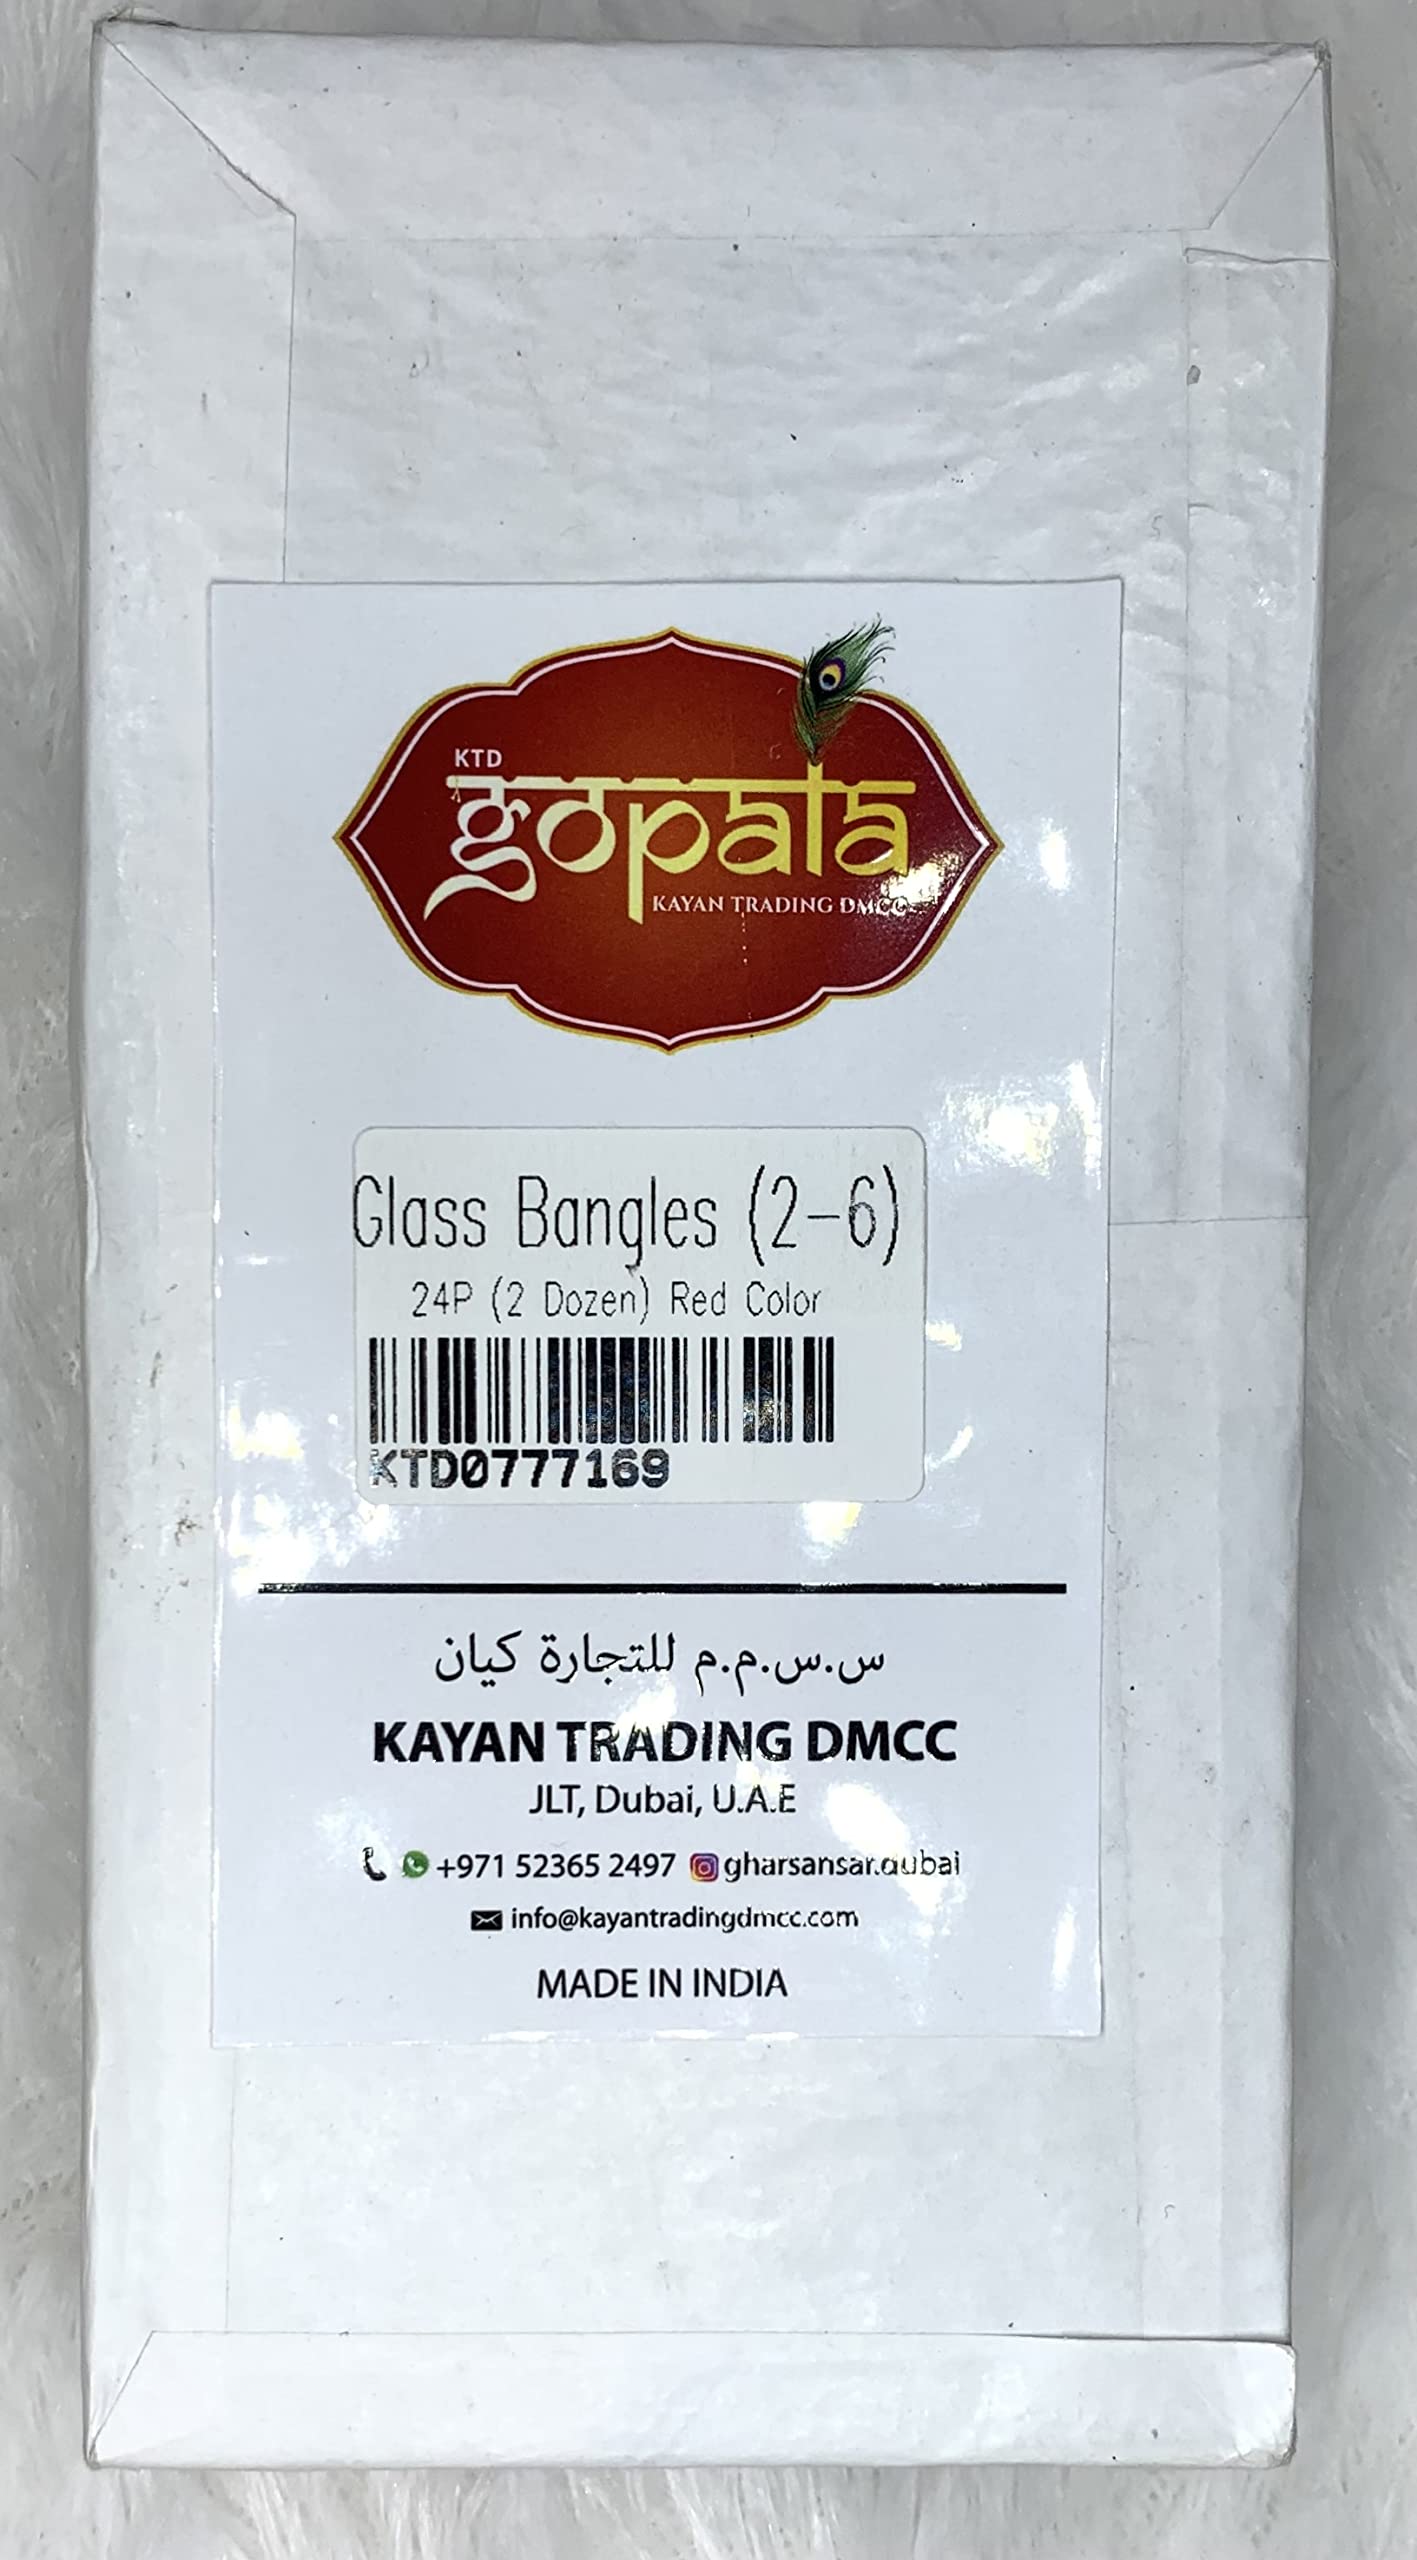 KTD
gopala
KAYAN TRADING DMCC
Glass Bangles (2-6)
24P (2 Dozen) Red Color
KTD0777169
س.س.م.م للتجارة كيان
KAYAN TRADING DMCC
JLT, Dubai, U.A.E
+971 52365 2497 gharsansar.dubai
info@kayantradingdmcc.com
MADE IN INDIA